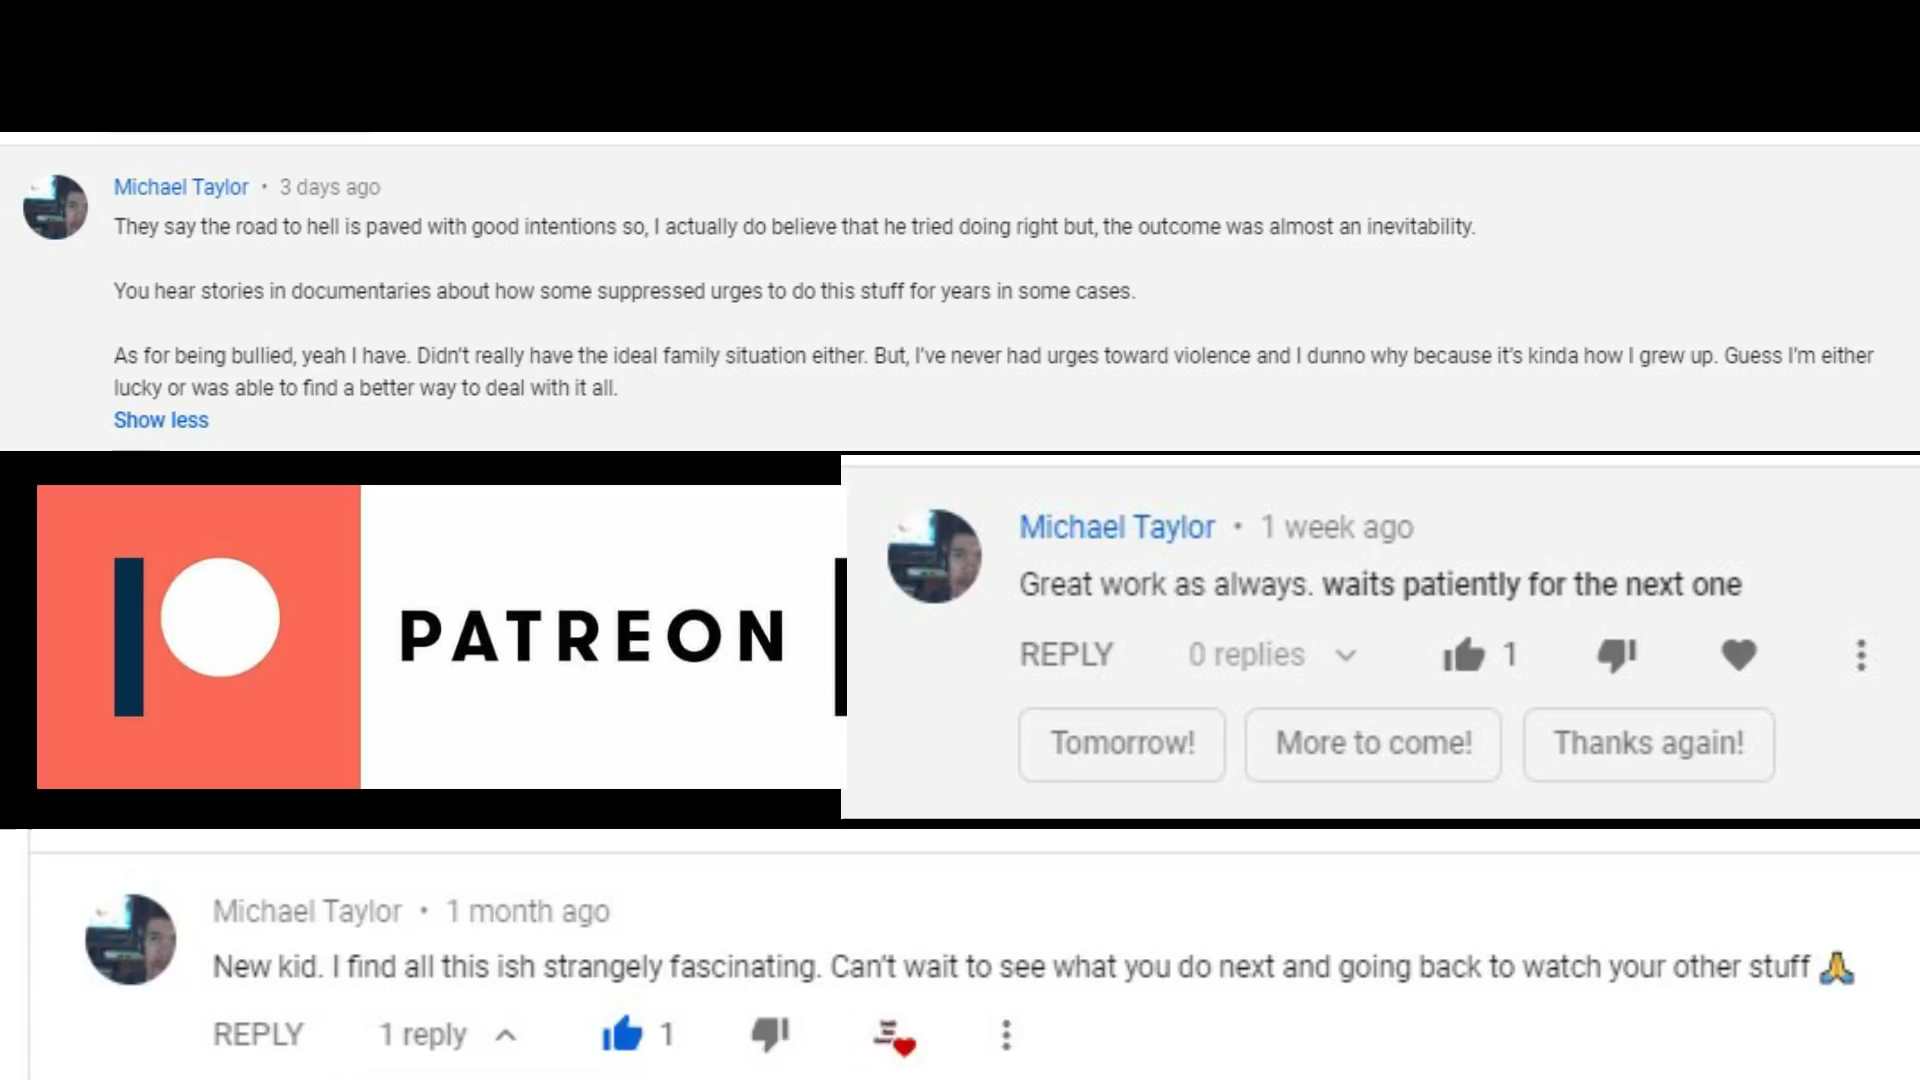 Michael Taylor • 3 days ago
They say the road to hell is paved with good intentions so, I actually do believe that he tried doing right but, the outcome was almost an inevitability.
You hear stories in documentaries about how some suppressed urges to do this stuff for years in some cases.
As for being bullied, yeah I have. Didn't really have the ideal family situation either. But, I've never had urges toward violence and I dunno why because it's kinda how I grew up. Guess I'm either
lucky or was able to find a better way to deal with it all.
Show less
PATREON
Michael Taylor • 1 week ago
Great work as always. waits patiently for the next one
REPLY 0 replies 1
Tomorrow! More to come! Thanks again!
Michael Taylor • 1 month ago
New kid. I find all this ish strangely fascinating. Can't wait to see what you do next and going back to watch your other stuff 🙏
REPLY 1 reply 1